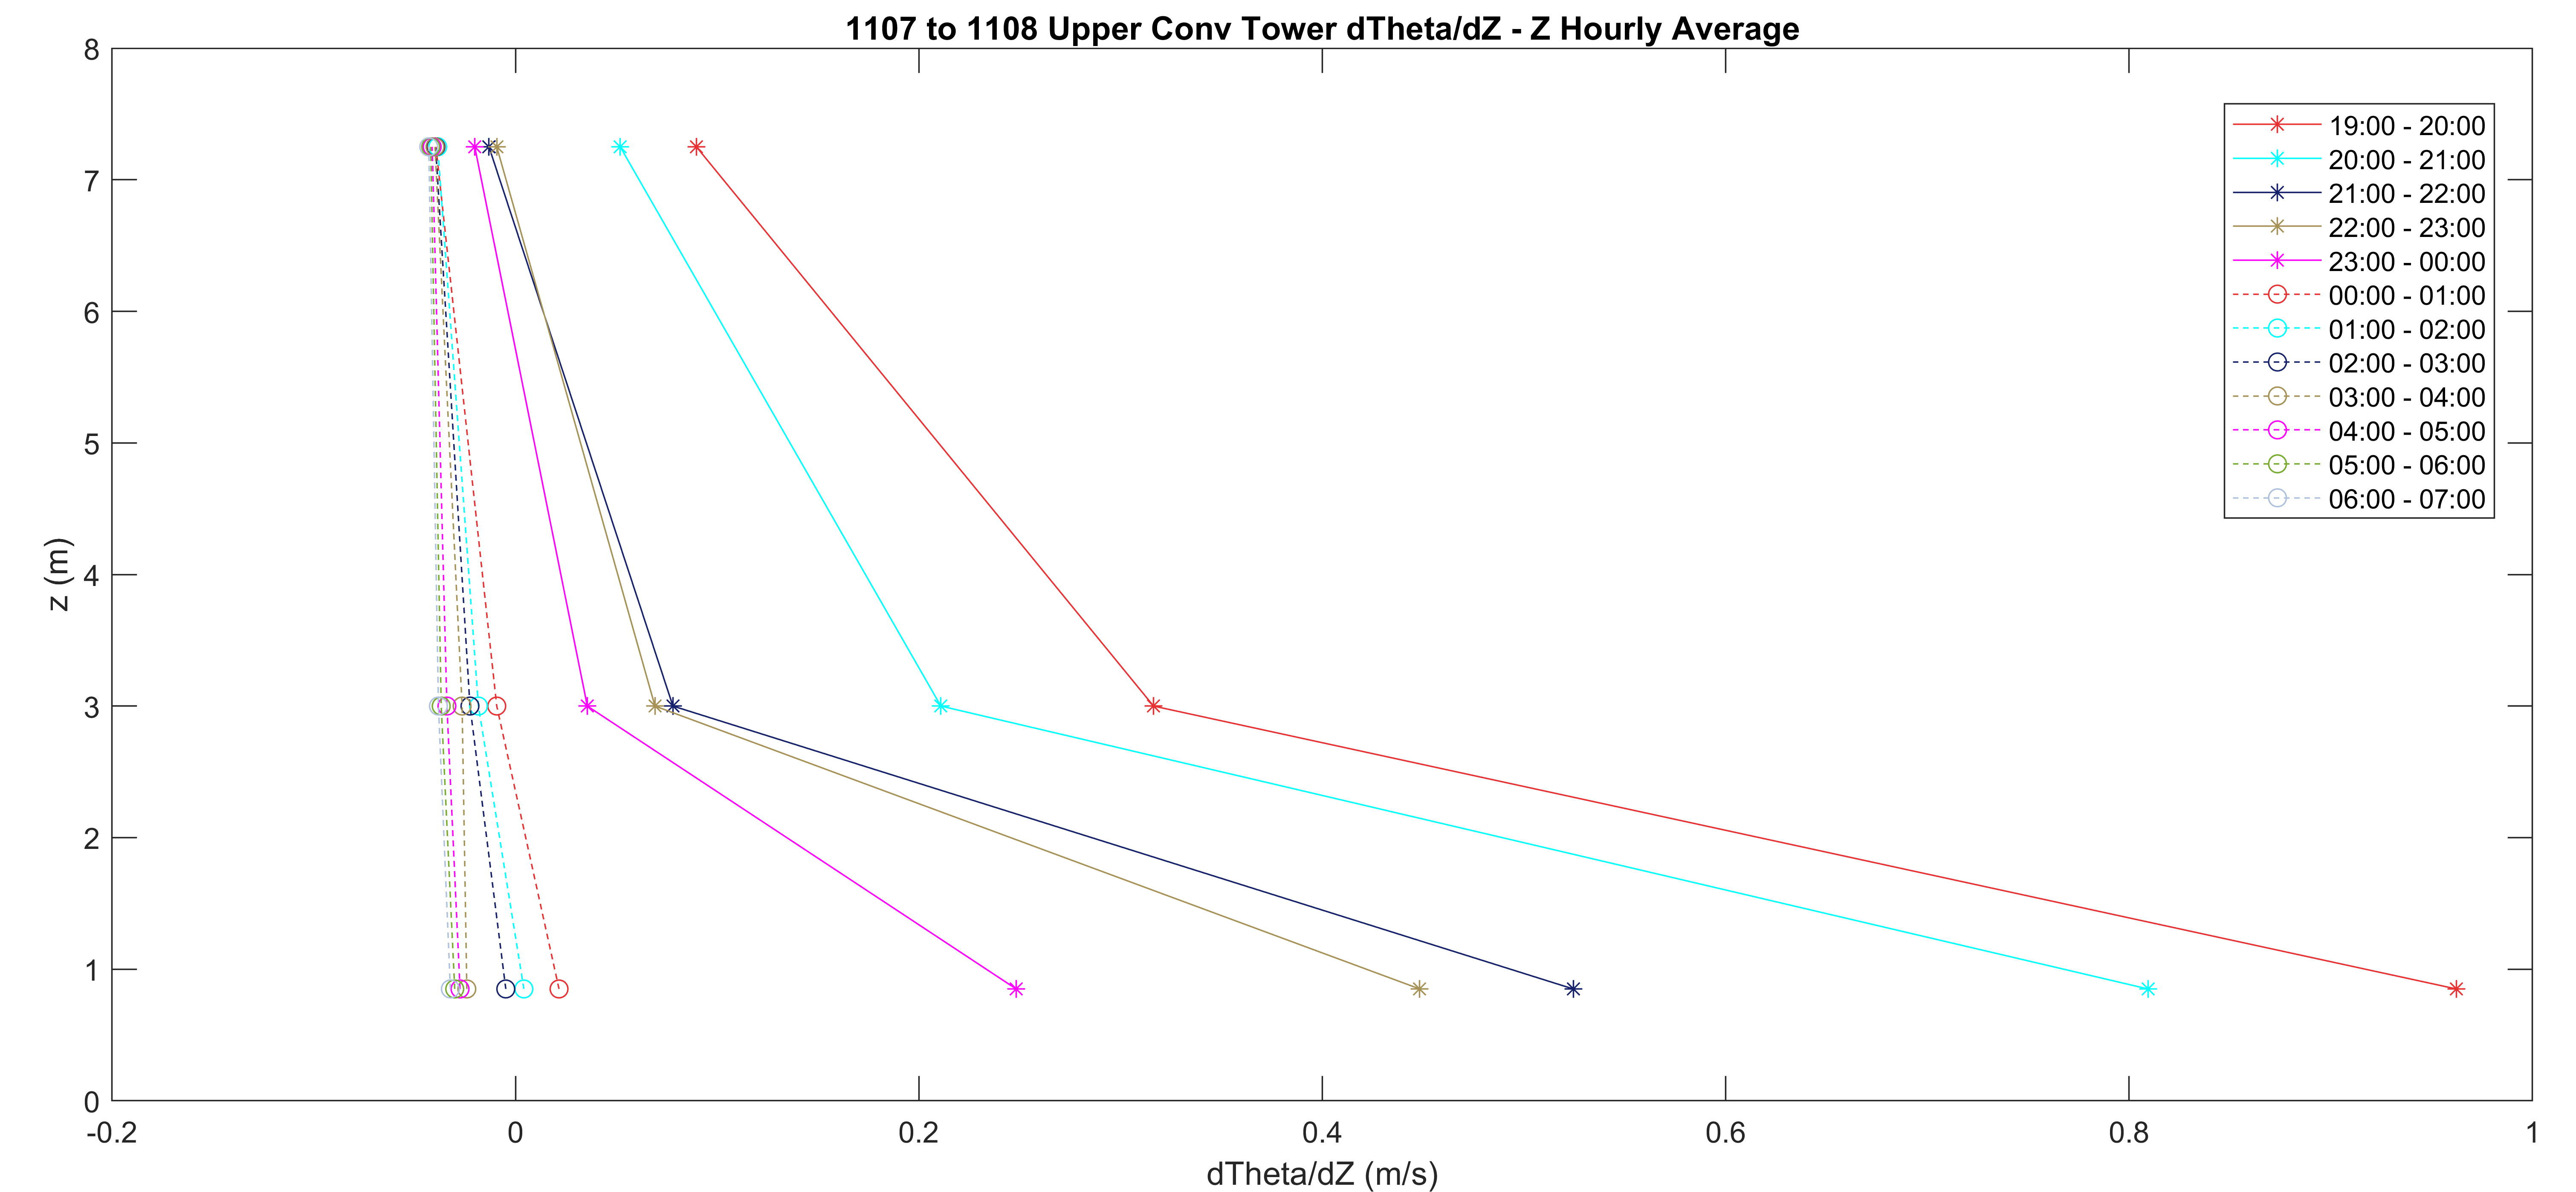 1107 to 1108 Upper Conv Tower dTheta/dZ - Z Hourly Average
8
7
6
5
4
3
2
1
0
z (m)
19:00 - 20:00
20:00 - 21:00
21:00 - 22:00
22:00 - 23:00
23:00 - 00:00
00:00 - 01:00
01:00 - 02:00
02:00 - 03:00
03:00 - 04:00
04:00 - 05:00
05:00 - 06:00
06:00 - 07:00
-0.2 0 0.2 0.4 0.6 0.8 1
dTheta/dZ (m/s)